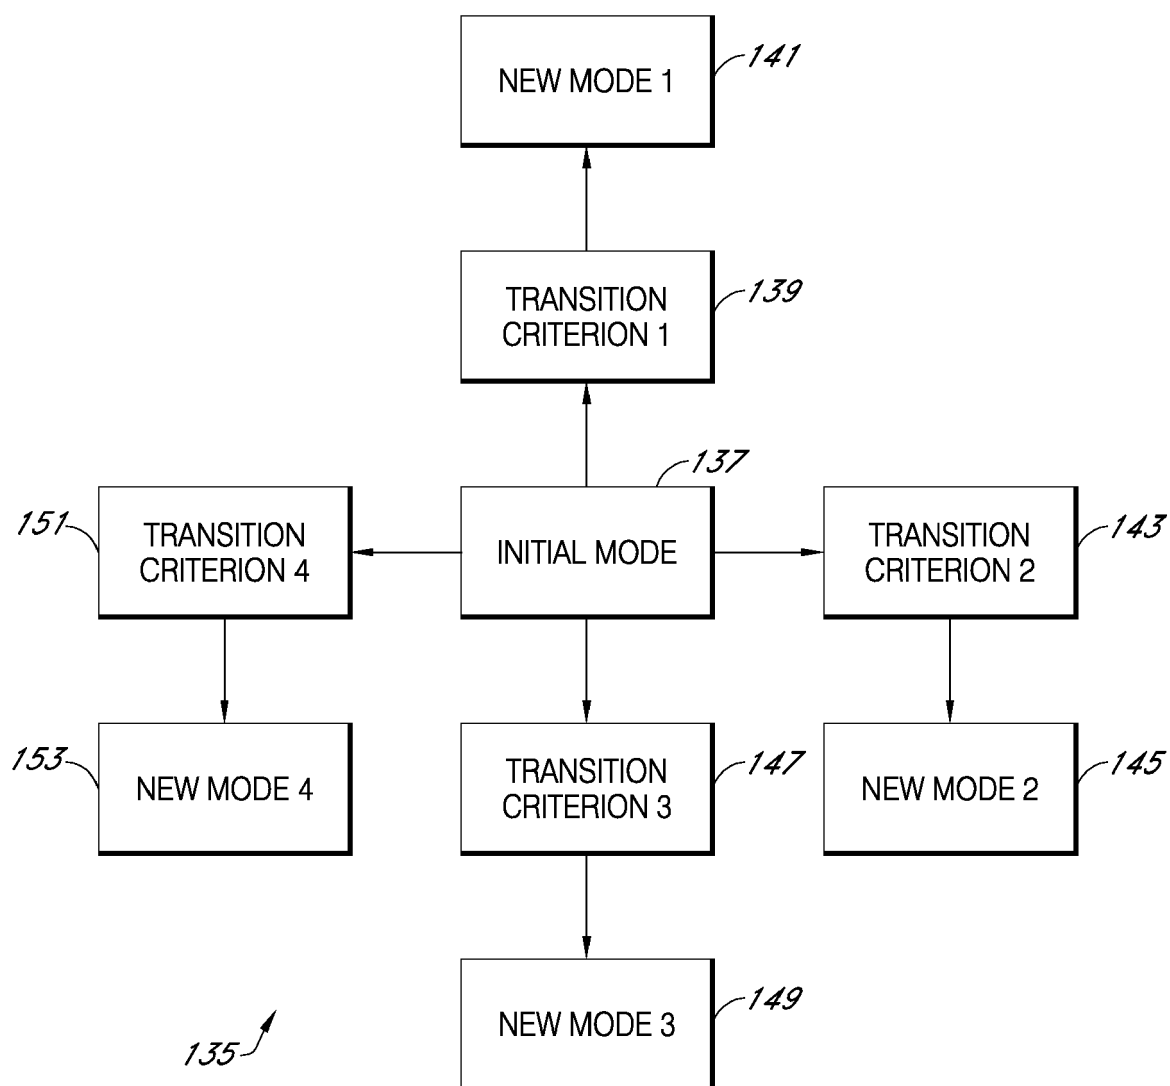 NEW MODE 1
141
TRANSITION
CRITERION 1
139
137
151
TRANSITION
CRITERION 4
INITIAL MODE
TRANSITION
CRITERION 2
143
153
NEW MODE 4
TRANSITION
CRITERION 3
147
NEW MODE 2
145
NEW MODE 3
149
135